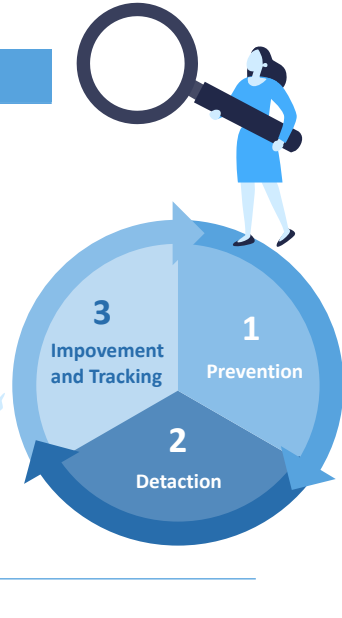 1
Prevention
2
Detaction
3
Impovement
and Tracking